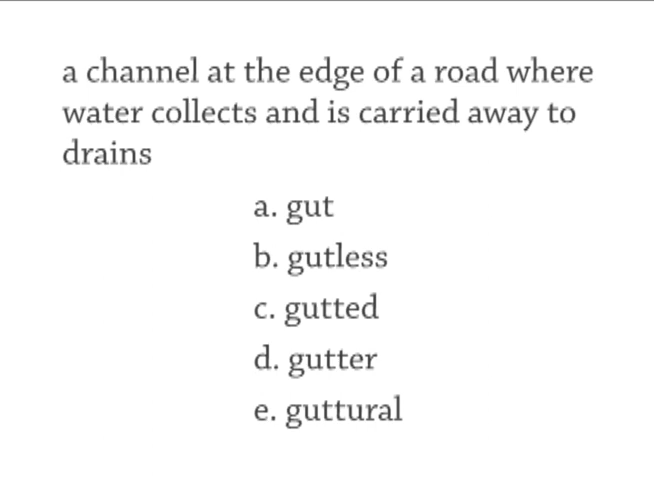 a channel at the edge of a road where
water collects and is carried away to
drains
a. gut
b. gutless
c. gutted
d. gutter
e. guttural